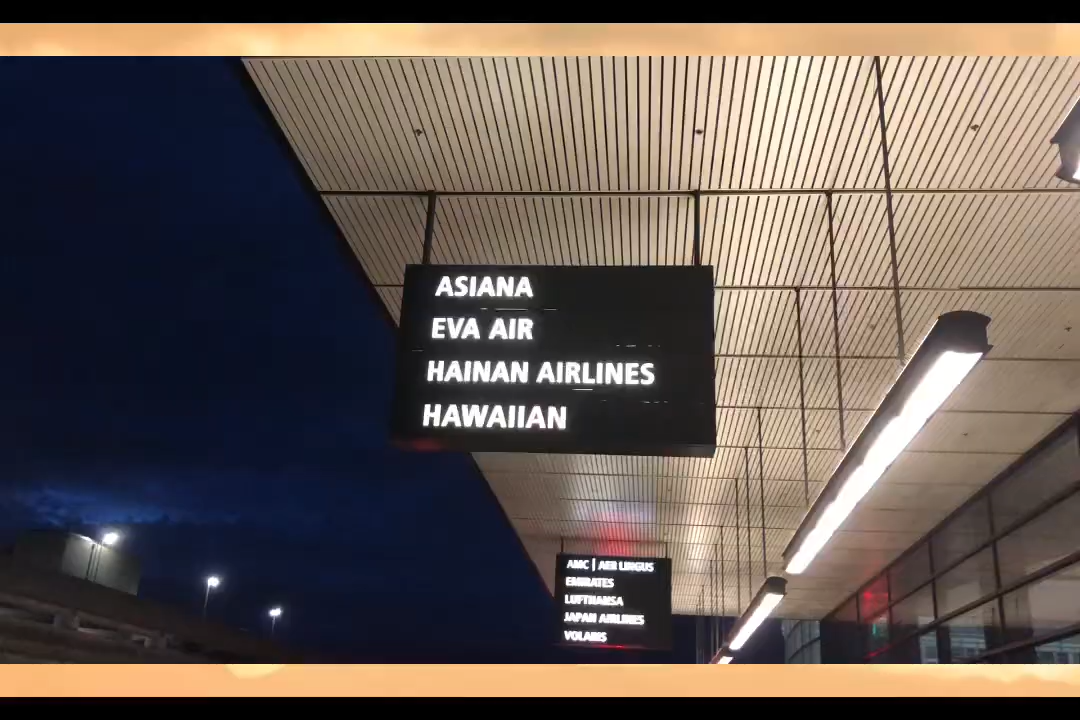 ASIANA
EVA AIR
HAINAN AIRLINES
HAWAIIAN
AMC | AER LINGUS
EMIRATES
LUFTHANSA
JAPAN AIRLINES
VOLARIS